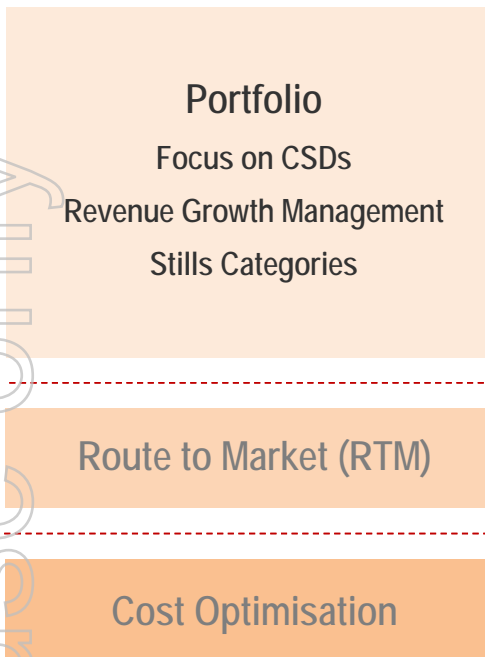 Portfolio
Focus on CSDs
Revenue Growth Management
Stills Categories
Route to Market (RTM)
Cost Optimisation